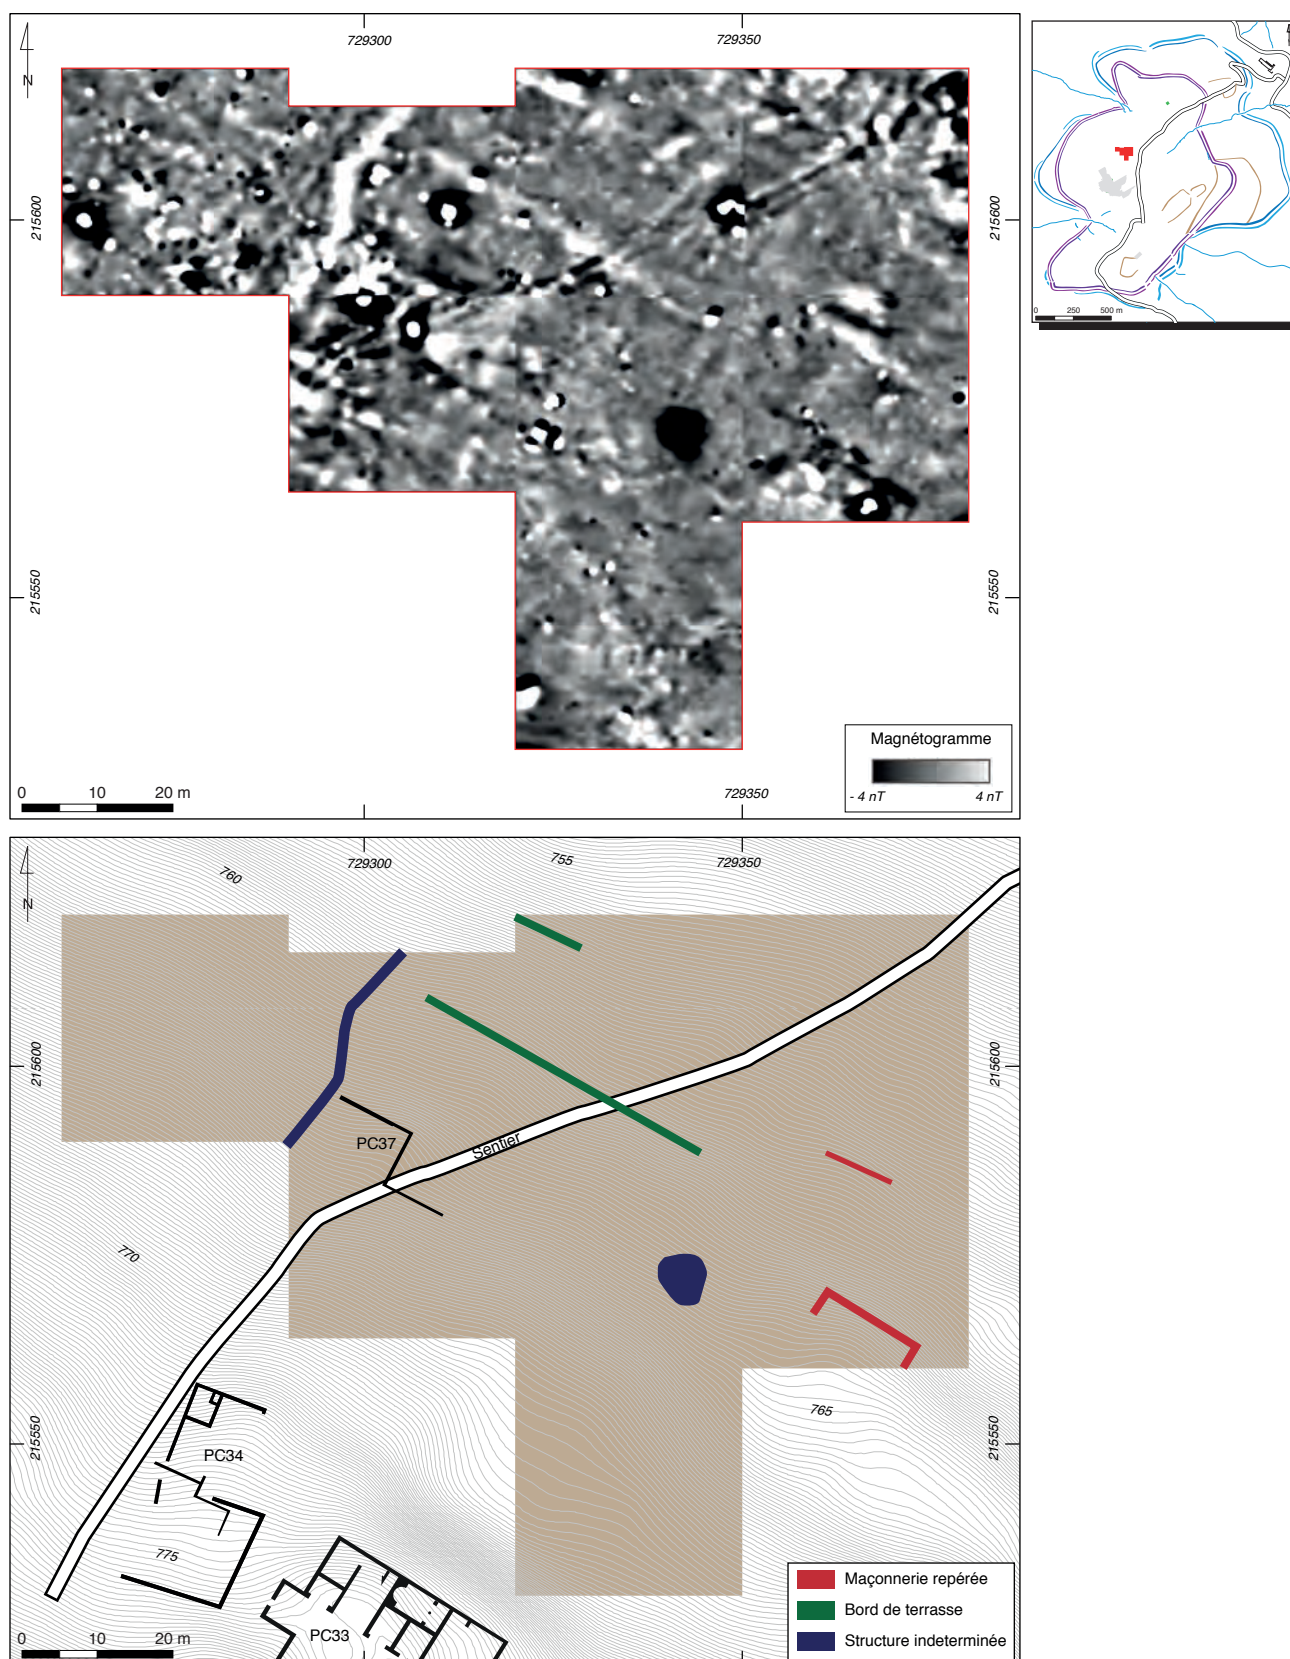 729300
729350
N
215600
215600
215550
215550
Magnétogramme
- 4 nT
4 nT
0
10
20 m
729350
0
250
500 m
729300
729350
760
755
N
215600
215600
PC37
Sentier
770
765
215550
215550
PC34
775
PC33
0
10
20 m
Maçonnerie repérée
Bord de terrasse
Structure indeterminée